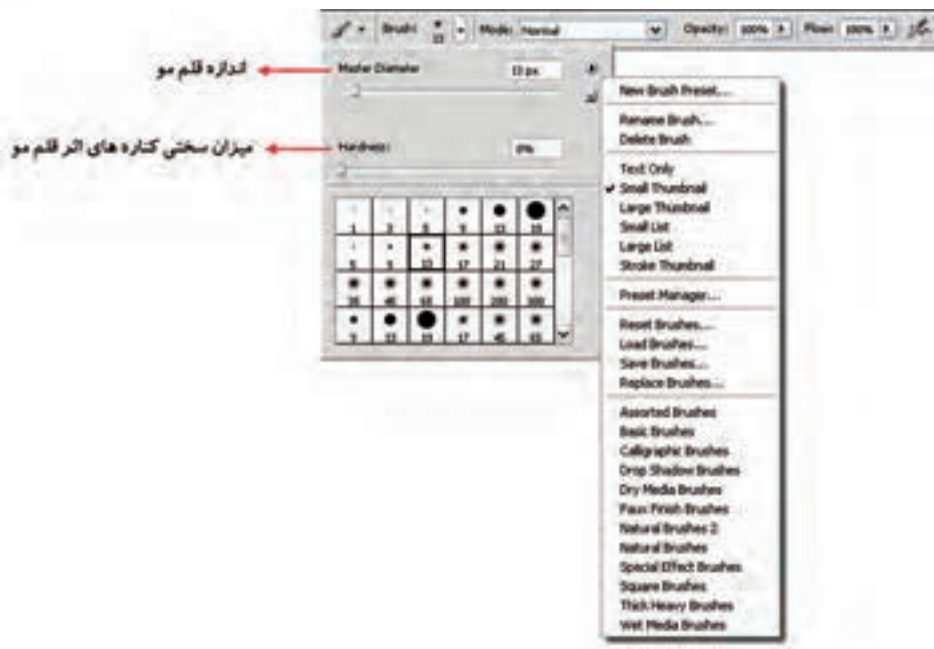 Brush: 13 Mode: Normal Opacity: 100% Flow: 100%
اندازه قلم مو
Master Diameter 13 px
میزان سختی کناره های اثر قلم مو
Hardness: 0%
1 3 5 9 13 19
5 9 13 17 21 27
35 45 65 100 200 300
9 13 19 17 45 65
New Brush Preset...
Rename Brush...
Delete Brush
Text Only
Small Thumbnail
Large Thumbnail
Small List
Large List
Stroke Thumbnail
Preset Manager...
Reset Brushes...
Load Brushes...
Save Brushes...
Replace Brushes...
Assorted Brushes
Basic Brushes
Calligraphic Brushes
Drop Shadow Brushes
Dry Media Brushes
Faux Finish Brushes
Natural Brushes 2
Natural Brushes
Special Effect Brushes
Square Brushes
Thick Heavy Brushes
Wet Media Brushes